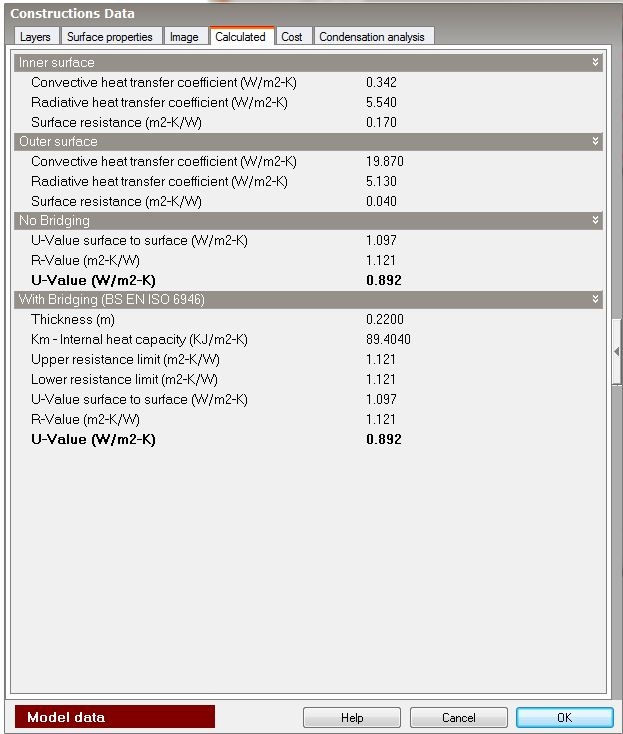 Constructions Data
Layers Surface properties Image Calculated Cost Condensation analysis
Inner surface
Convective heat transfer coefficient (W/m2-K) 0.342
Radiative heat transfer coefficient (W/m2-K) 5.540
Surface resistance (m2-K/W) 0.170
Outer surface
Convective heat transfer coefficient (W/m2-K) 19.870
Radiative heat transfer coefficient (W/m2-K) 5.130
Surface resistance (m2-K/W) 0.040
No Bridging
U-Value surface to surface (W/m2-K) 1.097
R-Value (m2-K/W) 1.121
U-Value (W/m2-K) 0.892
With Bridging (BS EN ISO 6946)
Thickness (m) 0.2200
Km - Internal heat capacity (KJ/m2-K) 89.4040
Upper resistance limit (m2-K/W) 1.121
Lower resistance limit (m2-K/W) 1.121
U-Value surface to surface (W/m2-K) 1.097
R-Value (m2-K/W) 1.121
U-Value (W/m2-K) 0.892
Model data Help Cancel OK